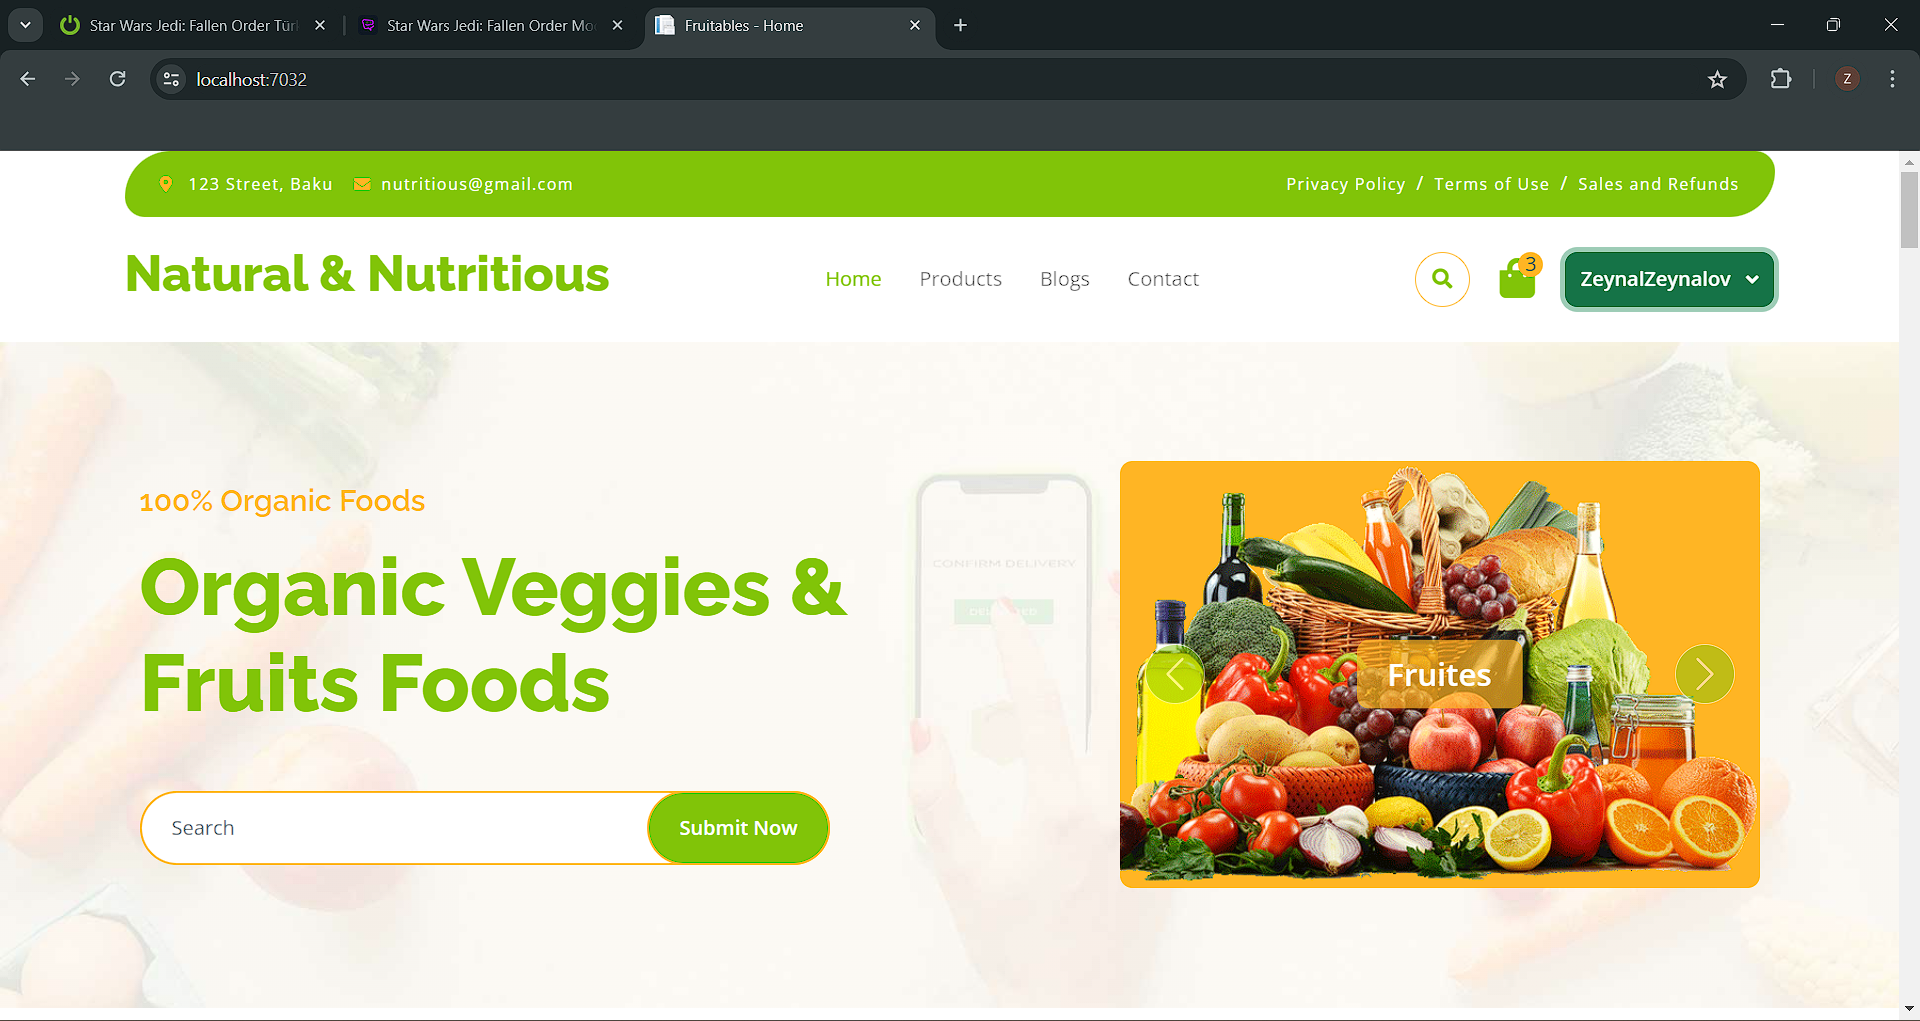 Star Wars Jedi: Fallen Order Tür
Star Wars Jedi: Fallen Order Mo
Fruitables - Home
localhost:7032
Z
123 Street, Baku
nutritious@gmail.com
Privacy Policy / Terms of Use / Sales and Refunds
Natural & Nutritious
Home
Products
Blogs
Contact
3
ZeynalZeynalov
100% Organic Foods
Organic Veggies &
Fruits Foods
CONFIRM DELIVERY
Fruites
Search
Submit Now